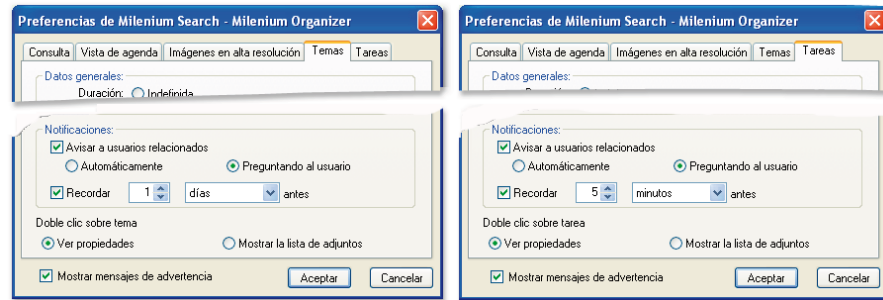 Preferencias de Milenium Search - Milenium Organizer
Consulta Vista de agenda Imágenes en alta resolución Temas Tareas
Datos generales:
Duración: Indefinida
Notificaciones:
Avisar a usuarios relacionados
Automáticamente Preguntando al usuario
Recordar 1 días antes
Doble clic sobre tema
Ver propiedades Mostrar la lista de adjuntos
Mostrar mensajes de advertencia Aceptar Cancelar
Preferencias de Milenium Search - Milenium Organizer
Consulta Vista de agenda Imágenes en alta resolución Temas Tareas
Datos generales:
Notificaciones:
Avisar a usuarios relacionados
Automáticamente Preguntando al usuario
Recordar 5 minutos antes
Doble clic sobre tarea
Ver propiedades Mostrar la lista de adjuntos
Mostrar mensajes de advertencia Aceptar Cancelar